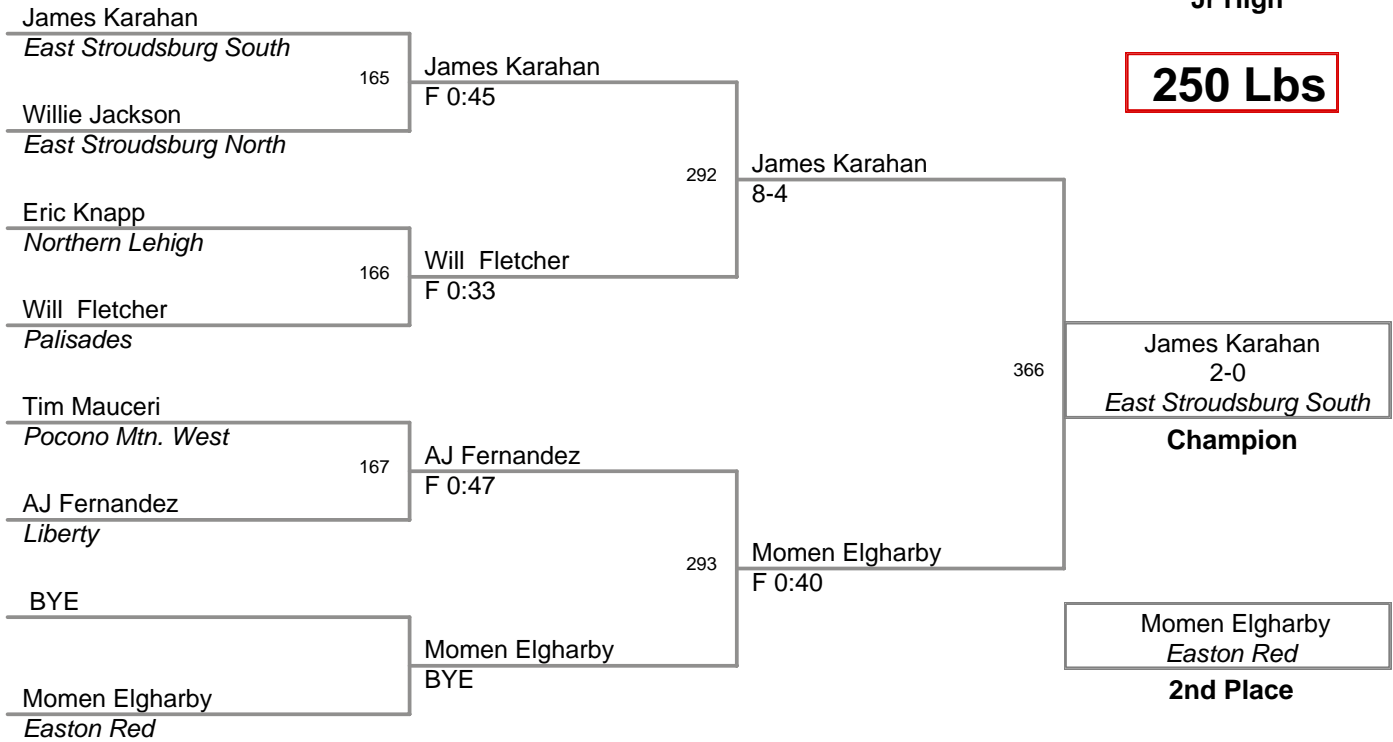 Jr High
250 Lbs
James Karahan
East Stroudsburg South
165
Willie Jackson
East Stroudsburg North
James Karahan
F 0:45
Eric Knapp
Northern Lehigh
166
Will Fletcher
Palisades
Will Fletcher
F 0:33
292
James Karahan
8-4
Tim Mauceri
Pocono Mtn. West
167
AJ Fernandez
Liberty
AJ Fernandez
F 0:47
BYE
Momen Elgharby
Easton Red
Momen Elgharby
BYE
293
Momen Elgharby
F 0:40
366
James Karahan
2-0
East Stroudsburg South
Champion
Momen Elgharby
Easton Red
2nd Place